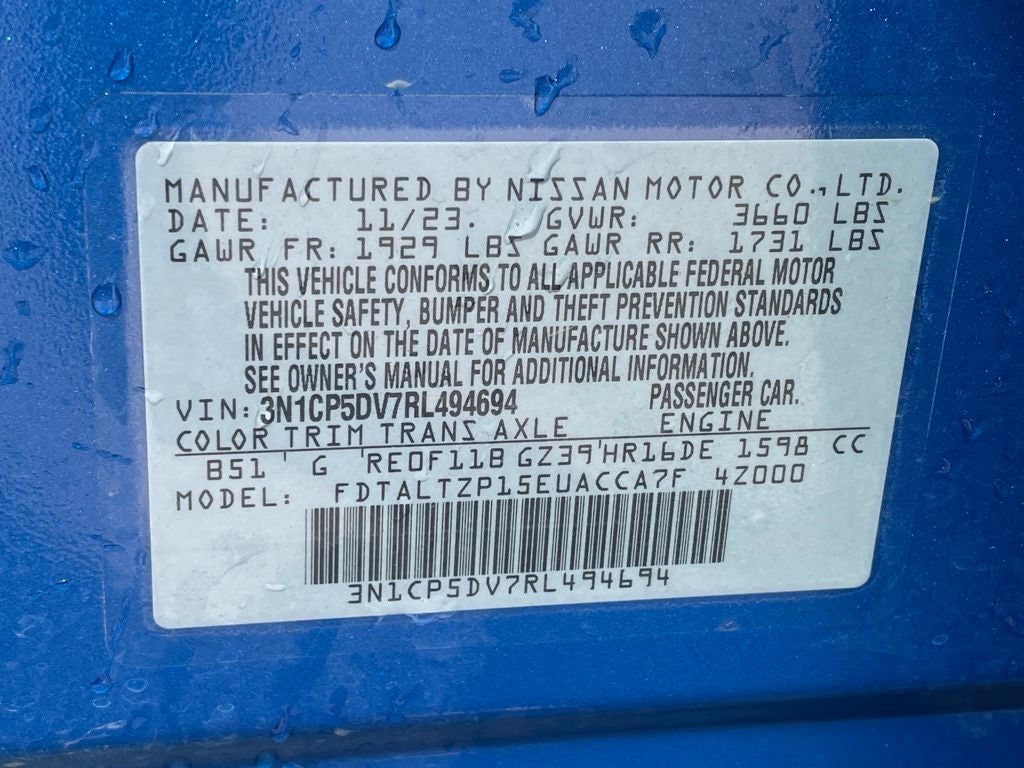 MANUFACTURED BY NISSAN MOTOR CO., LTD.
DATE: 11/23. GVWR: 3660 LBS
GAWR FR: 1929 LBS GAWR RR: 1731 LBS
THIS VEHICLE CONFORMS TO ALL APPLICABLE FEDERAL MOTOR
VEHICLE SAFETY, BUMPER AND THEFT PREVENTION STANDARDS
IN EFFECT ON THE DATE OF MANUFACTURE SHOWN ABOVE.
SEE OWNER'S MANUAL FOR ADDITIONAL INFORMATION.
VIN: 3N1CP5DV7RL494694 PASSENGER CAR.
COLOR TRIM TRANS AXLE ENGINE
B51 ' G 'RE0F11B GZ39'HR16DE 1598 CC
MODEL: FDTALTZP15EUACCA7F 4Z000
3N1CP5DV7RL494694